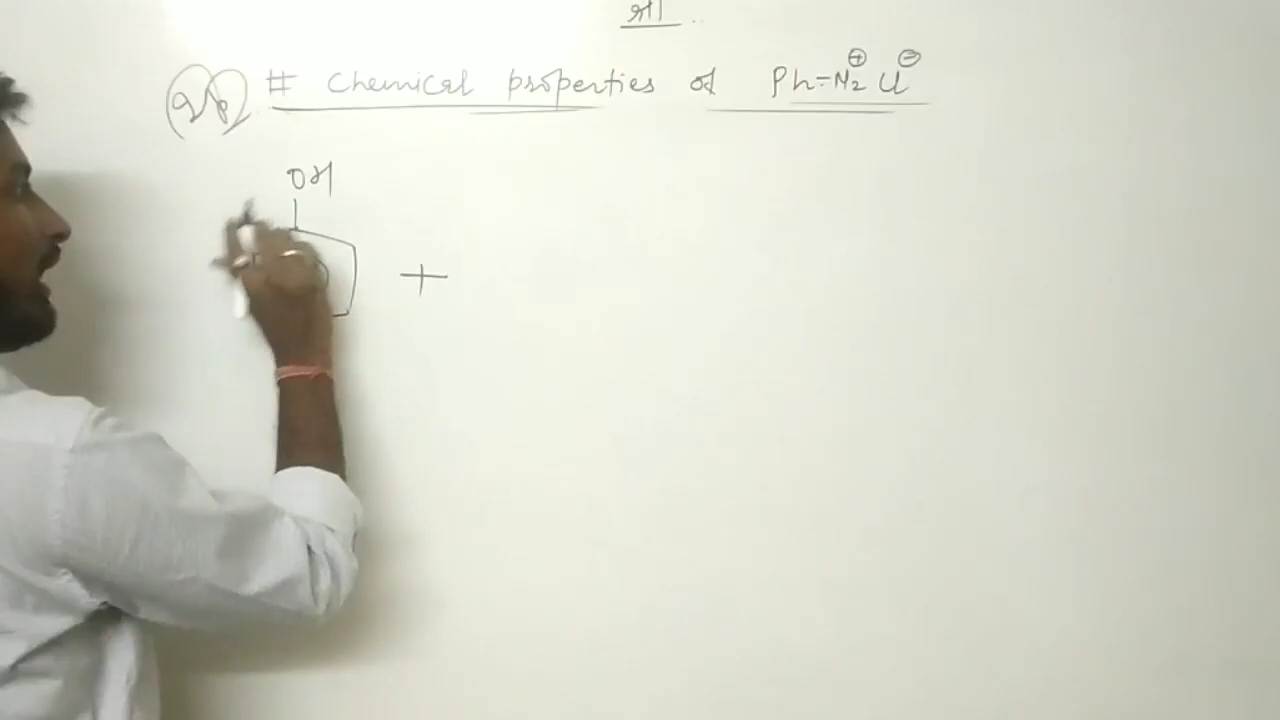 श्री
# Chemical properties of Ph-N₂⊕Cl⊖
OH
+